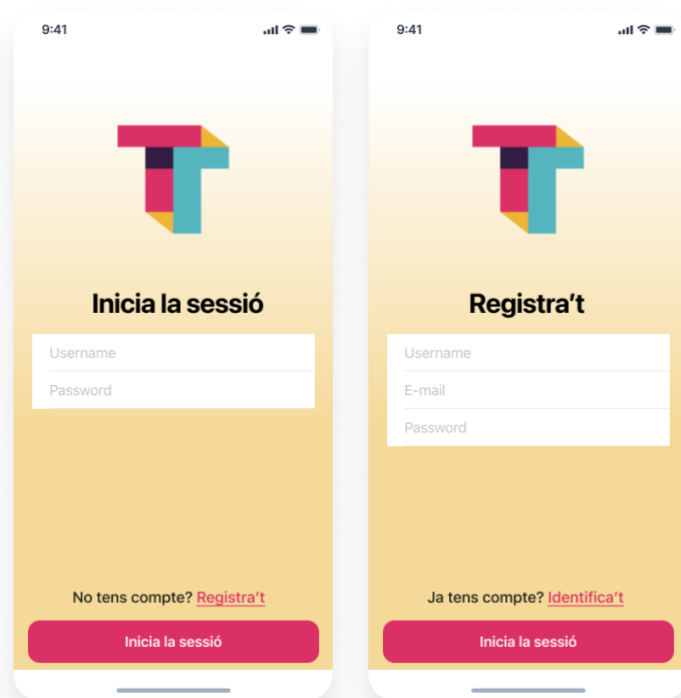 9:41
Inicia la sessió
Username
Password
No tens compte? Registra't
Inicia la sessió
9:41
Registra't
Username
E-mail
Password
Ja tens compte? Identifica't
Inicia la sessió